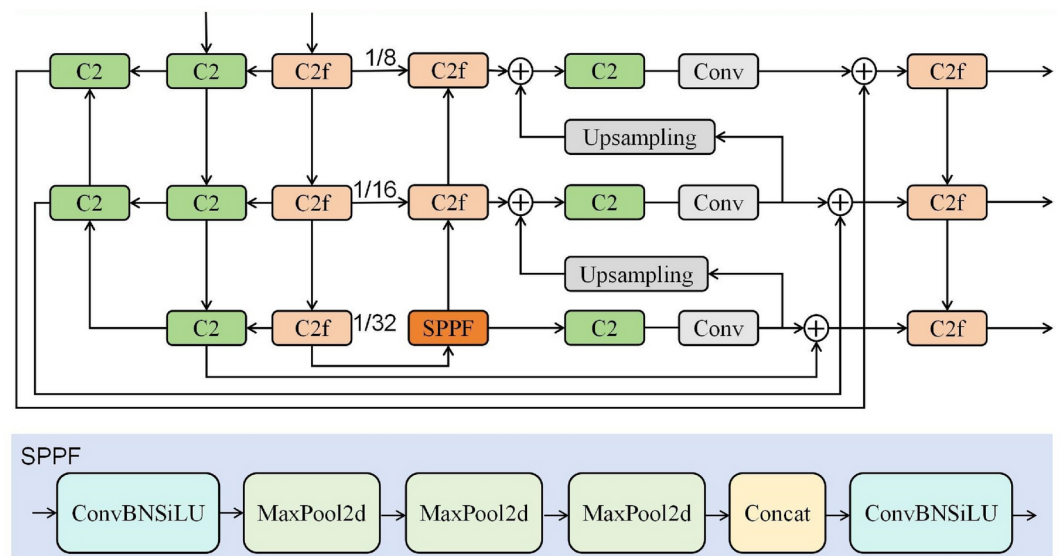 C2 C2 C2f 1/8 C2f C2 Conv C2f
Upsampling
C2 C2 C2f 1/16 C2f C2 Conv C2f
Upsampling
C2 C2f 1/32 SPPF C2 Conv C2f
SPPF
ConvBNSiLU MaxPool2d MaxPool2d MaxPool2d Concat ConvBNSiLU